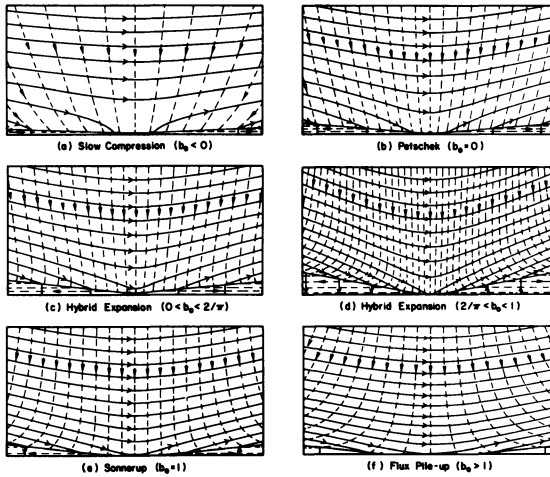 (a) Slow Compression (b₀ < 0)
(b) Petschek (b₀ = 0)
(c) Hybrid Expansion (0 < b₀ < 2/π)
(d) Hybrid Expansion (2/π < b₀ < 1)
(e) Sonnerup (b₀ = 1)
(f) Flux Pile-up (b₀ > 1)